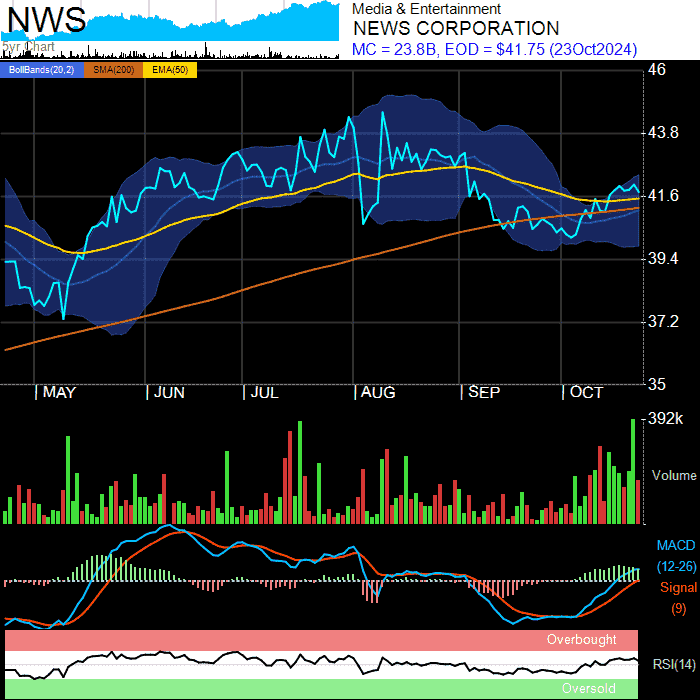 NWS
5yr Chart
Media & Entertainment
NEWS CORPORATION
MC = 23.8B, EOD = $41.75 (23Oct2024)
BollBands(20,2) SMA(200) EMA(50)
46
43.8
41.6
39.4
37.2
35
MAY JUN JUL AUG SEP OCT
392k
Volume
MACD
(12-26)
Signal
(9)
Overbought
RSI(14)
Oversold